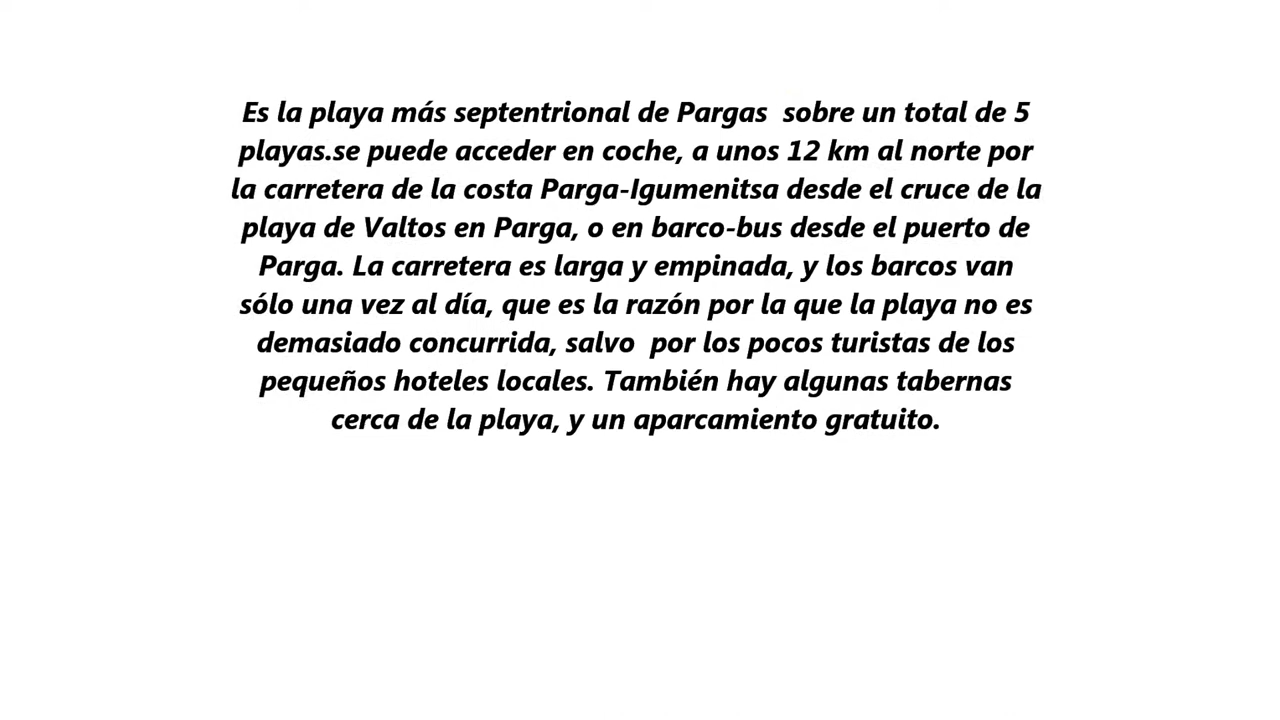 Es la playa más septentrional de Pargas  sobre un total de 5
playas.se puede acceder en coche, a unos 12 km al norte por
la carretera de la costa Parga-Igumenitsa desde el cruce de la
playa de Valtos en Parga, o en barco-bus desde el puerto de
Parga. La carretera es larga y empinada, y los barcos van
sólo una vez al día, que es la razón por la que la playa no es
demasiado concurrida, salvo  por los pocos turistas de los
pequeños hoteles locales. También hay algunas tabernas
cerca de la playa, y un aparcamiento gratuito.